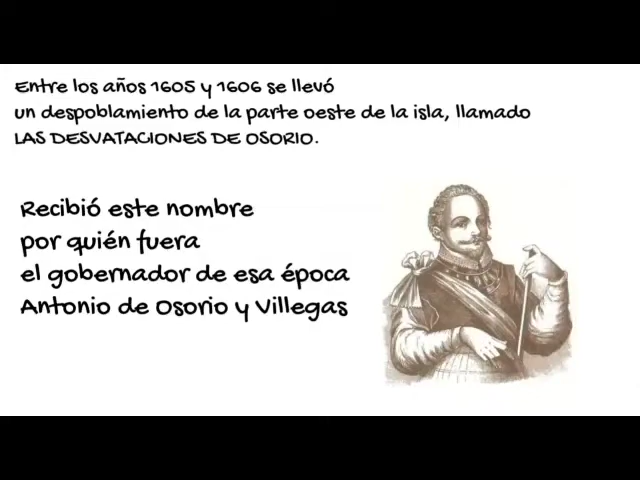 Entre los años 1605 y 1606 se llevó
un despoblamiento de la parte oeste de la isla, llamado
LAS DESVATACIONES DE OSORIO.
Recibió este nombre
por quién fuera
el gobernador de esa época
Antonio de Osorio y Villegas